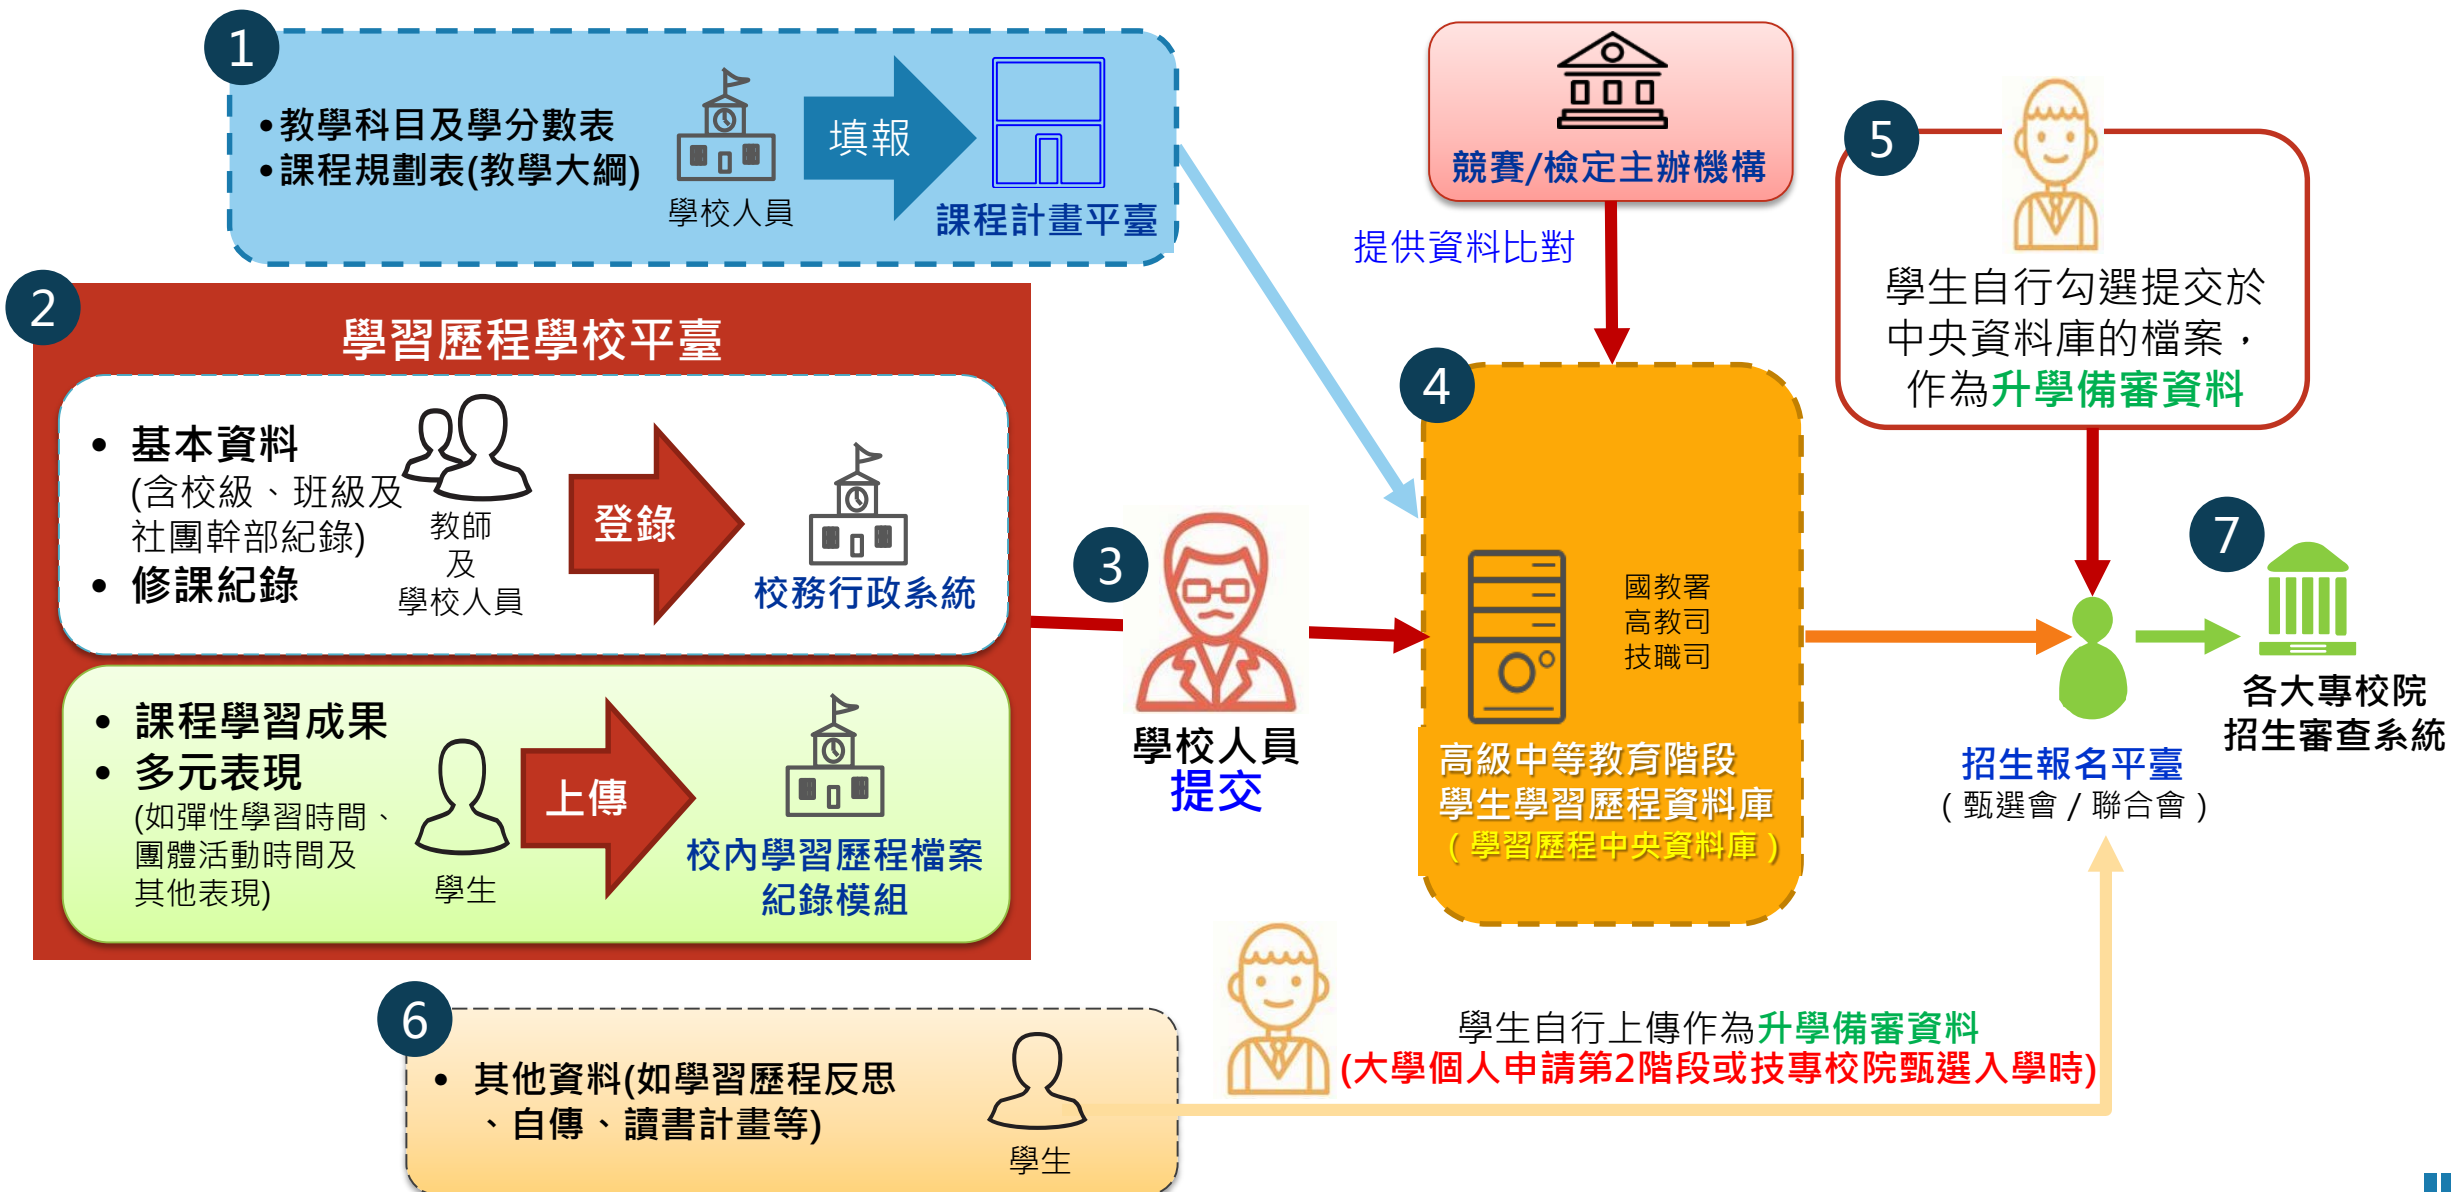 1
•教學科目及學分數表
•課程規劃表(教學大綱)
學校人員
填報
課程計畫平臺
2
學習歷程學校平臺
• 基本資料
(含校級、班級及
社團幹部紀錄)
• 修課紀錄
教師
及
學校人員
登錄
校務行政系統
• 課程學習成果
• 多元表現
(如彈性學習時間、
團體活動時間及
其他表現)
學生
上傳
校內學習歷程檔案
紀錄模組
3
學校人員
提交
競賽/檢定主辦機構
提供資料比對
4
國教署
高教司
技職司
高級中等教育階段
學生學習歷程資料庫
(學習歷程中央資料庫)
5
學生自行勾選提交於
中央資料庫的檔案，
作為升學備審資料
招生報名平臺
(甄選會/聯合會)
7
各大專校院
招生審查系統
6
• 其他資料(如學習歷程反思
、自傳、讀書計畫等)
學生
學生自行上傳作為升學備審資料
(大學個人申請第2階段或技專校院甄選入學時)